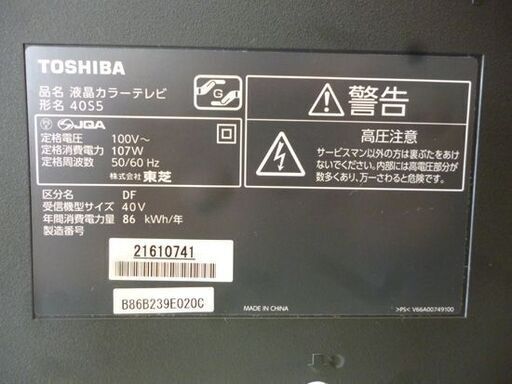 TOSHIBA
品名 液晶カラーテレビ
形名 40S5
G
JQA
定格電圧 100V~
定格消費電力 107W
定格周波数 50/60 Hz
株式会社 東芝
区分名 DF
受信機型サイズ 40V
年間消費電力量 86 kWh/年
製造番号
21610741
B86B239E020C
警告
高圧注意
サービスマン以外の方は裏ぶたをあけ
ないでください。内部には高電圧部分が
数多くあり、万一さわると危険です。
MADE IN CHINA
>PS< V66A00749100